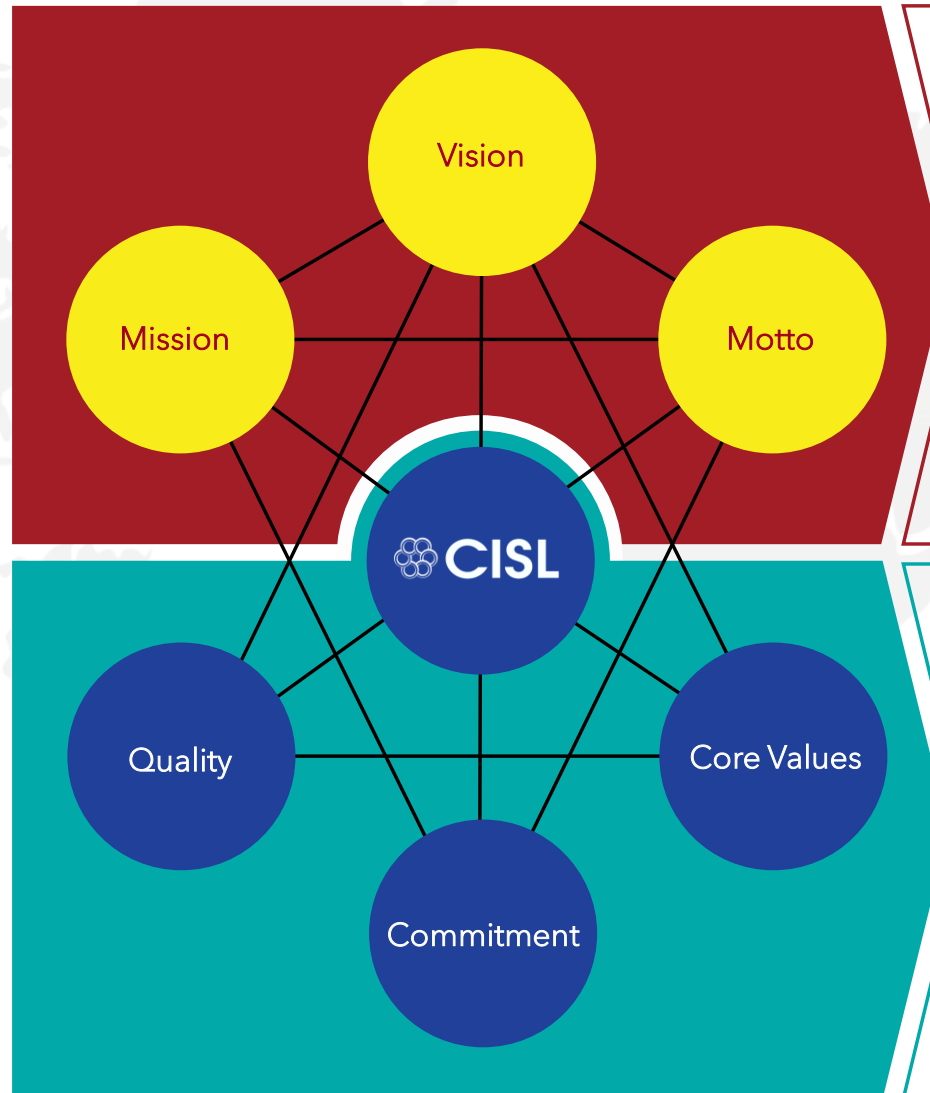 Vision
Mission
Motto
CISL
Quality
Core Values
Commitment